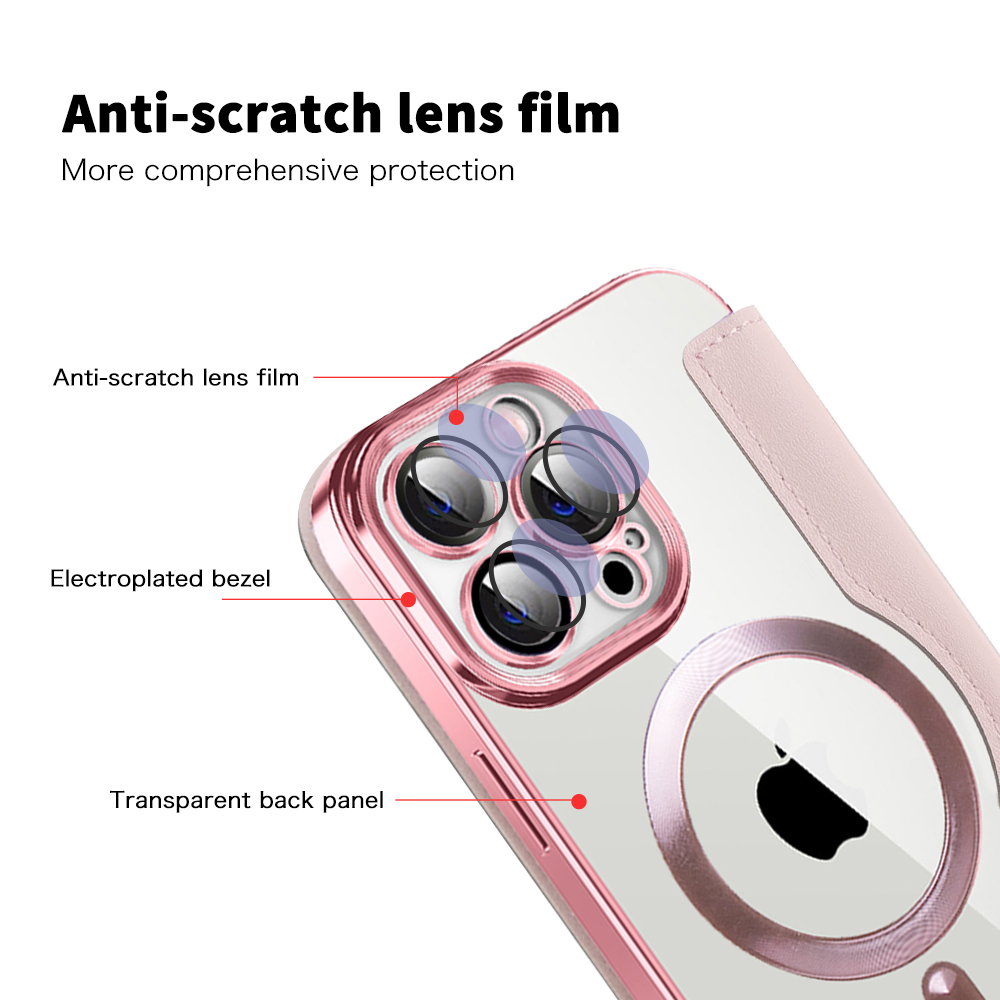 Anti-scratch lens film
More comprehensive protection
Anti-scratch lens film
Electroplated bezel
Transparent back panel